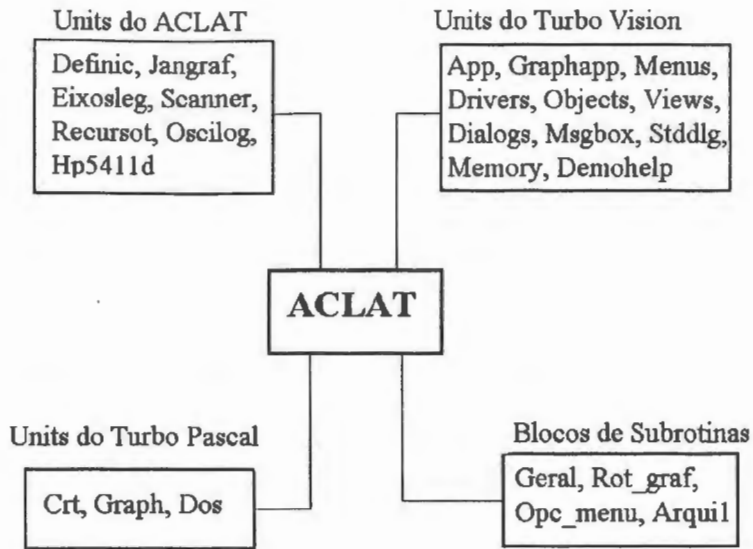 Units do ACLAT
Definic, Jangraf,
Eixosleg, Scanner,
Recursot, Oscilog,
Hp5411d
Units do Turbo Vision
App, Graphapp, Menus,
Drivers, Objects, Views,
Dialogs, Msgbox, Stddlg,
Memory, Demohelp
ACLAT
Units do Turbo Pascal
Crt, Graph, Dos
Blocos de Subrotinas
Geral, Rot_graf,
Opc_menu, Arqui1